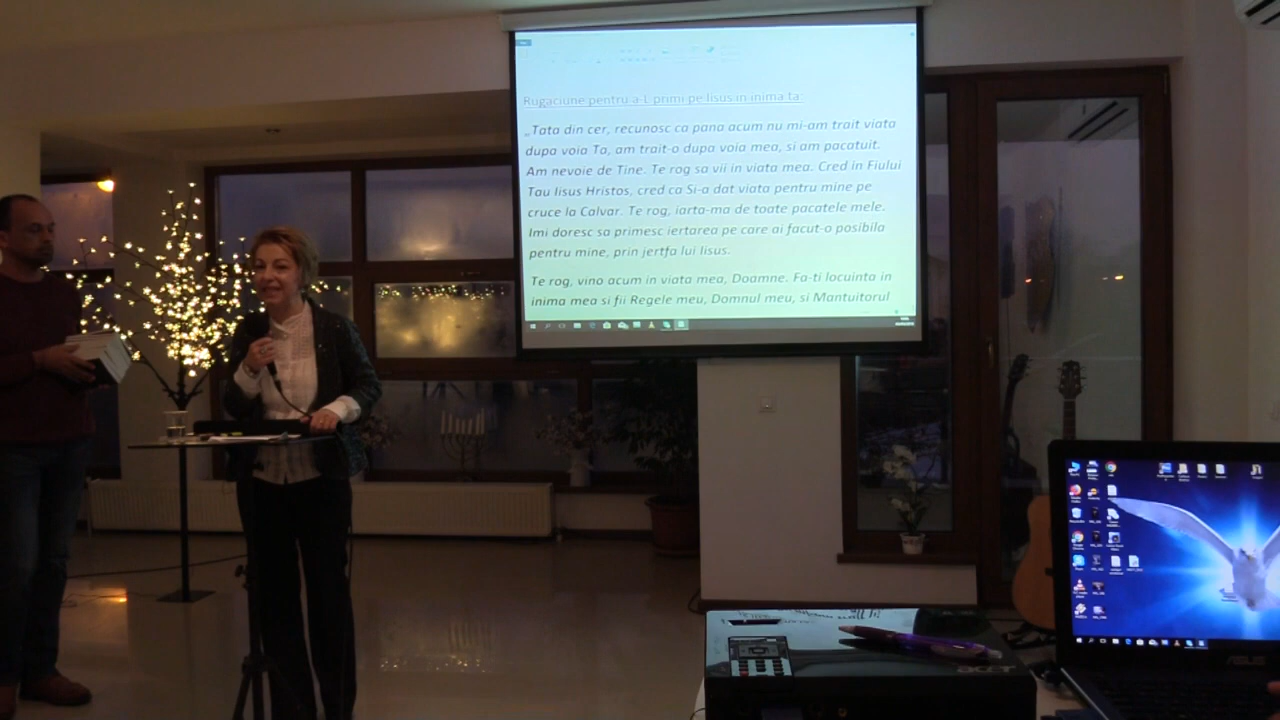 Rugaciune pentru a-L primi pe Iisus in inima ta:
„Tata din cer, recunosc ca pana acum nu mi-am trait viata
dupa voia Ta, am trait-o dupa voia mea, si am pacatuit.
Am nevoie de Tine. Te rog sa vii in viata mea. Cred in Fiului
Tau Iisus Hristos, cred ca Si-a dat viata pentru mine pe
cruce la Calvar. Te rog, iarta-ma de toate pacatele mele.
Imi doresc sa primesc iertarea pe care ai facut-o posibila
pentru mine, prin jertfa lui Iisus.
Te rog, vino acum in viata mea, Doamne. Fa-ti locuinta in
inima mea si fii Regele meu, Domnul meu, si Mantuitorul
acer
ASUS